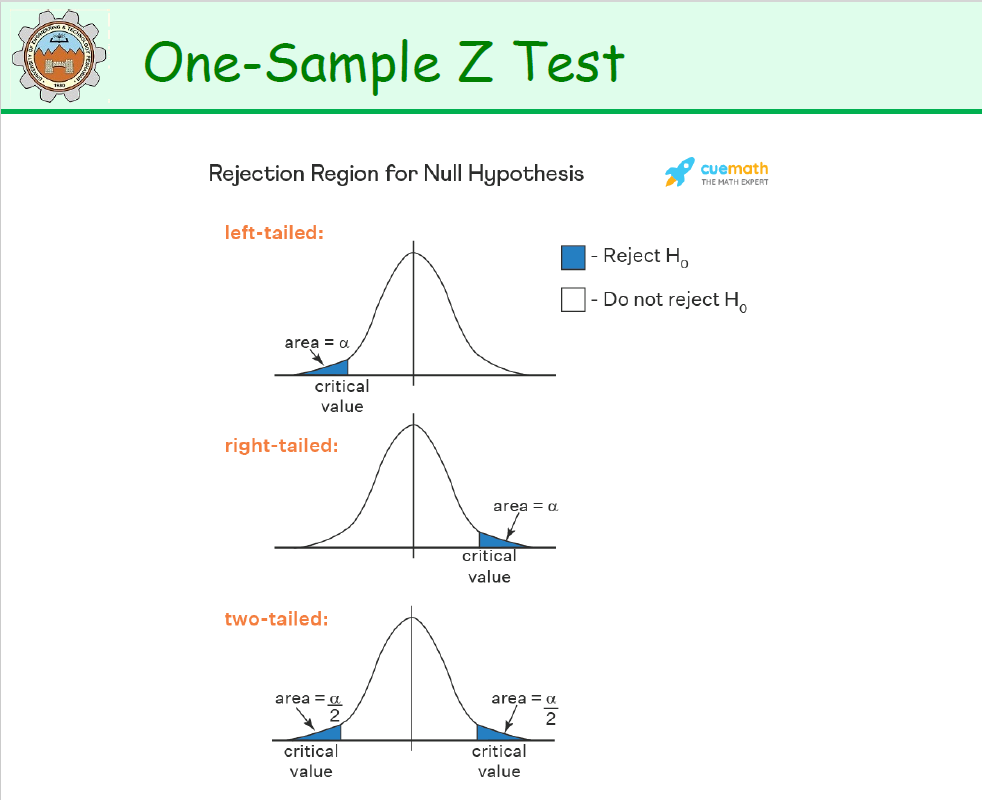 One-Sample Z Test
Rejection Region for Null Hypothesis
cuemath
THE MATH EXPERT
left-tailed:
- Reject H₀
- Do not reject H₀
area = α
critical
value
right-tailed:
area = α
critical
value
two-tailed:
area = α/2
area = α/2
critical
value
critical
value